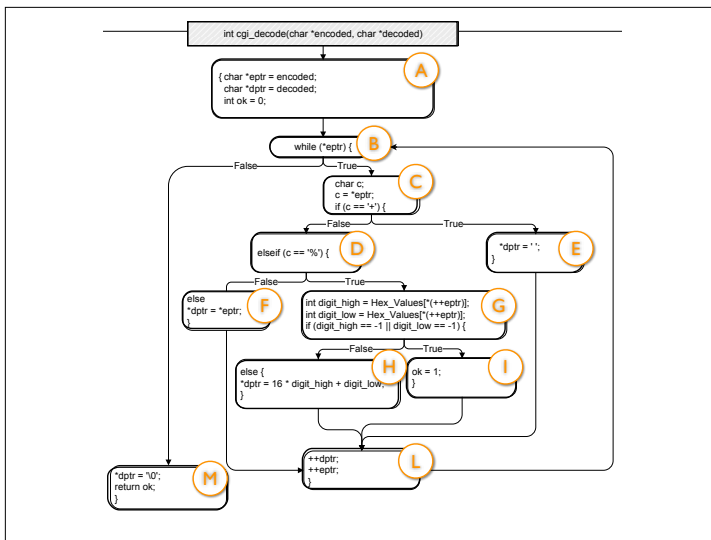 int cgi_decode(char *encoded, char *decoded)
A
{ char *eptr = encoded;
char *dptr = decoded;
int ok = 0;
B
while (*eptr) {
False
True
C
char c;
c = *eptr;
if (c == '+') {
False
True
D
elseif (c == '%') {
E
*dptr = ' ';
}
False
True
F
else
*dptr = *eptr;
}
G
int digit_high = Hex_Values[*(++eptr)];
int digit_low = Hex_Values[*(++eptr)];
if (digit_high == -1 || digit_low == -1) {
False
True
H
else {
*dptr = 16 * digit_high + digit_low;
}
I
ok = 1;
}
L
++dptr;
++eptr;
}
M
*dptr = '\0';
return ok;
}